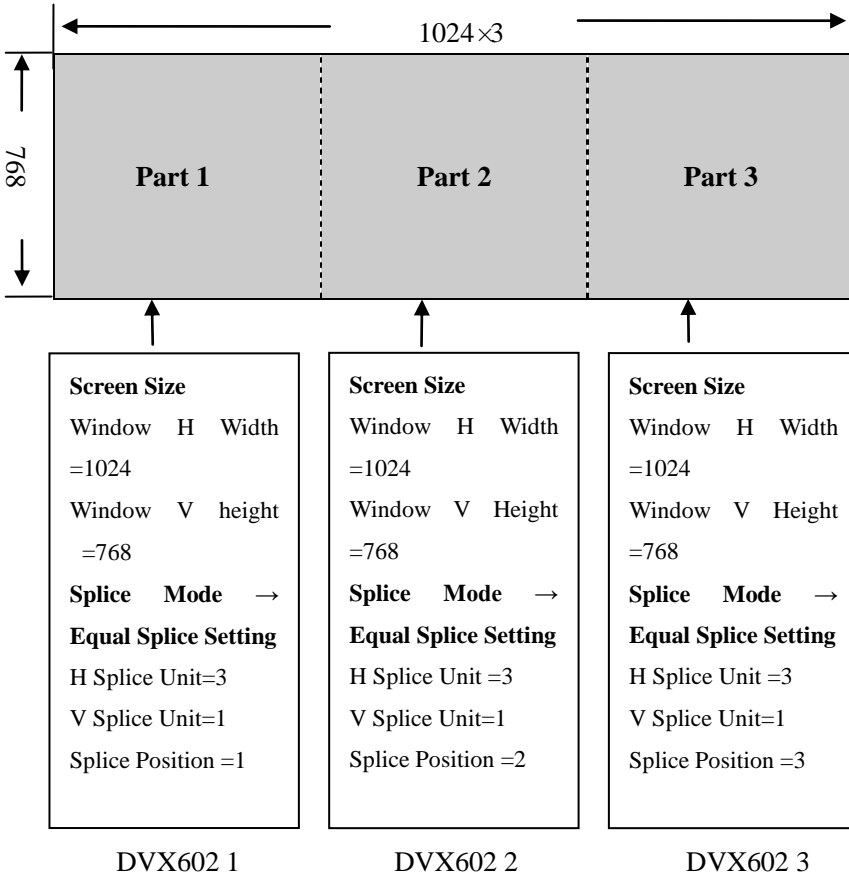 1024×3
768
Part 1
Part 2
Part 3
Screen Size
Window H Width
=1024
Window V height
=768
Splice Mode →
Equal Splice Setting
H Splice Unit=3
V Splice Unit=1
Splice Position =1
Screen Size
Window H Width
=1024
Window V Height
=768
Splice Mode →
Equal Splice Setting
H Splice Unit =3
V Splice Unit=1
Splice Position =2
Screen Size
Window H Width
=1024
Window V Height
=768
Splice Mode →
Equal Splice Setting
H Splice Unit =3
V Splice Unit=1
Splice Position =3
DVX602 1
DVX602 2
DVX602 3